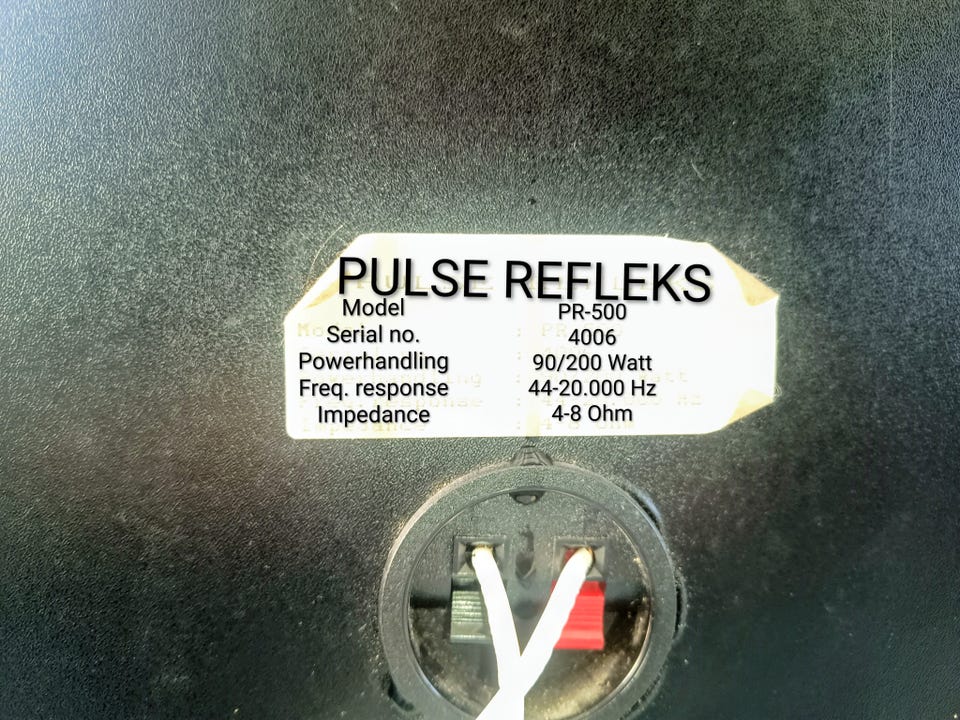 PULSE REFLEKS
Model PR-500
Serial no. 4006
Powerhandling 90/200 Watt
Freq. response 44-20.000 Hz
Impedance 4-8 Ohm